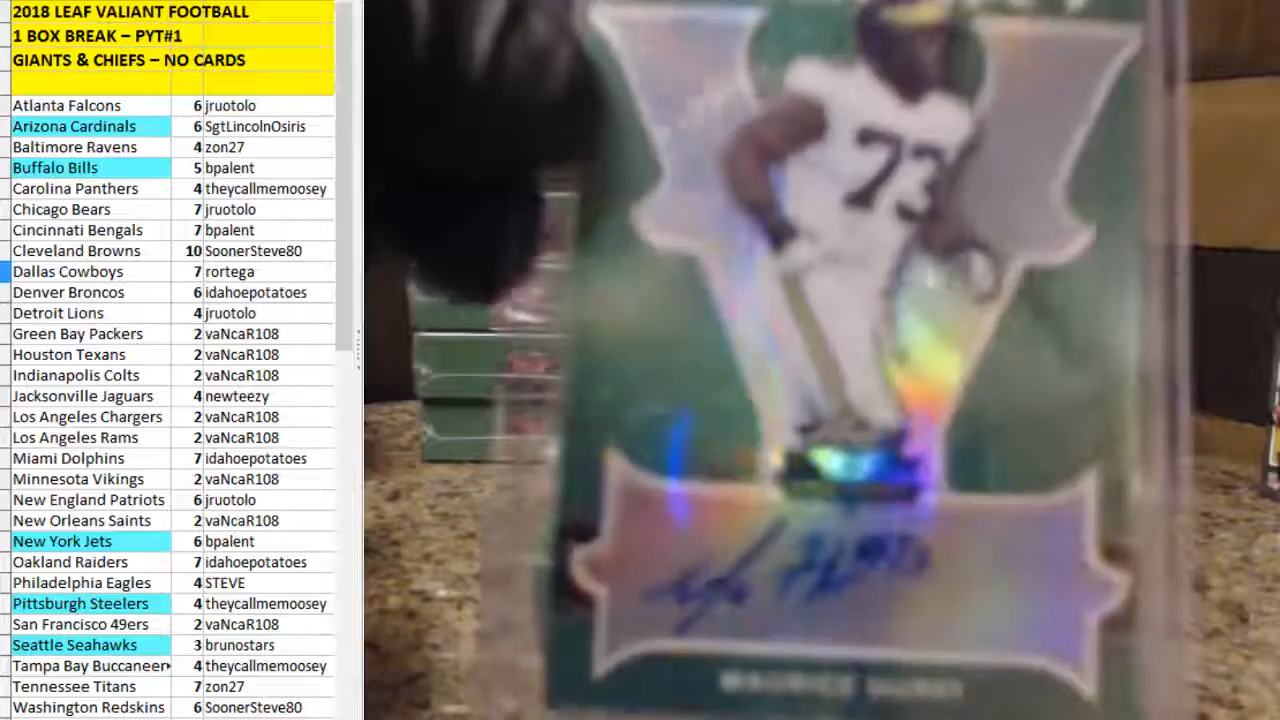 2018 LEAF VALIANT FOOTBALL
1 BOX BREAK – PYT#1
GIANTS & CHIEFS – NO CARDS
Atlanta Falcons 6 jruotolo
Arizona Cardinals 6 SgtLincolnOsiris
Baltimore Ravens 4 zon27
Buffalo Bills 5 bpalent
Carolina Panthers 4 theycallmemoosey
Chicago Bears 7 jruotolo
Cincinnati Bengals 7 bpalent
Cleveland Browns 10 SoonerSteve80
Dallas Cowboys 7 rortega
Denver Broncos 6 idahoepotatoes
Detroit Lions 4 jruotolo
Green Bay Packers 2 vaNcaR108
Houston Texans 2 vaNcaR108
Indianapolis Colts 2 vaNcaR108
Jacksonville Jaguars 4 newteezy
Los Angeles Chargers 2 vaNcaR108
Los Angeles Rams 2 vaNcaR108
Miami Dolphins 7 idahoepotatoes
Minnesota Vikings 2 vaNcaR108
New England Patriots 6 jruotolo
New Orleans Saints 2 vaNcaR108
New York Jets 6 bpalent
Oakland Raiders 7 idahoepotatoes
Philadelphia Eagles 4 STEVE
Pittsburgh Steelers 4 theycallmemoosey
San Francisco 49ers 2 vaNcaR108
Seattle Seahawks 3 brunostars
Tampa Bay Buccaneer 4 theycallmemoosey
Tennessee Titans 7 zon27
Washington Redskins 6 SoonerSteve80
73
MAURICE HURST